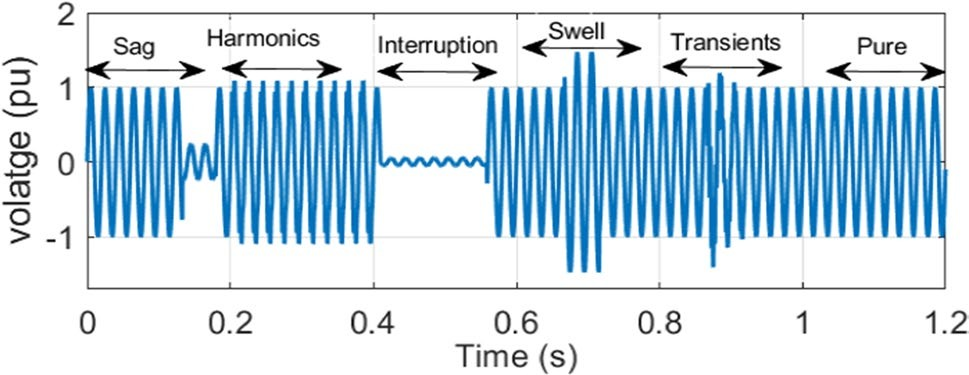 2
Sag
Harmonics
Interruption
Swell
Transients
Pure
1
0
-1
volatge (pu)
0
0.2
0.4
0.6
0.8
1
1.2
Time (s)